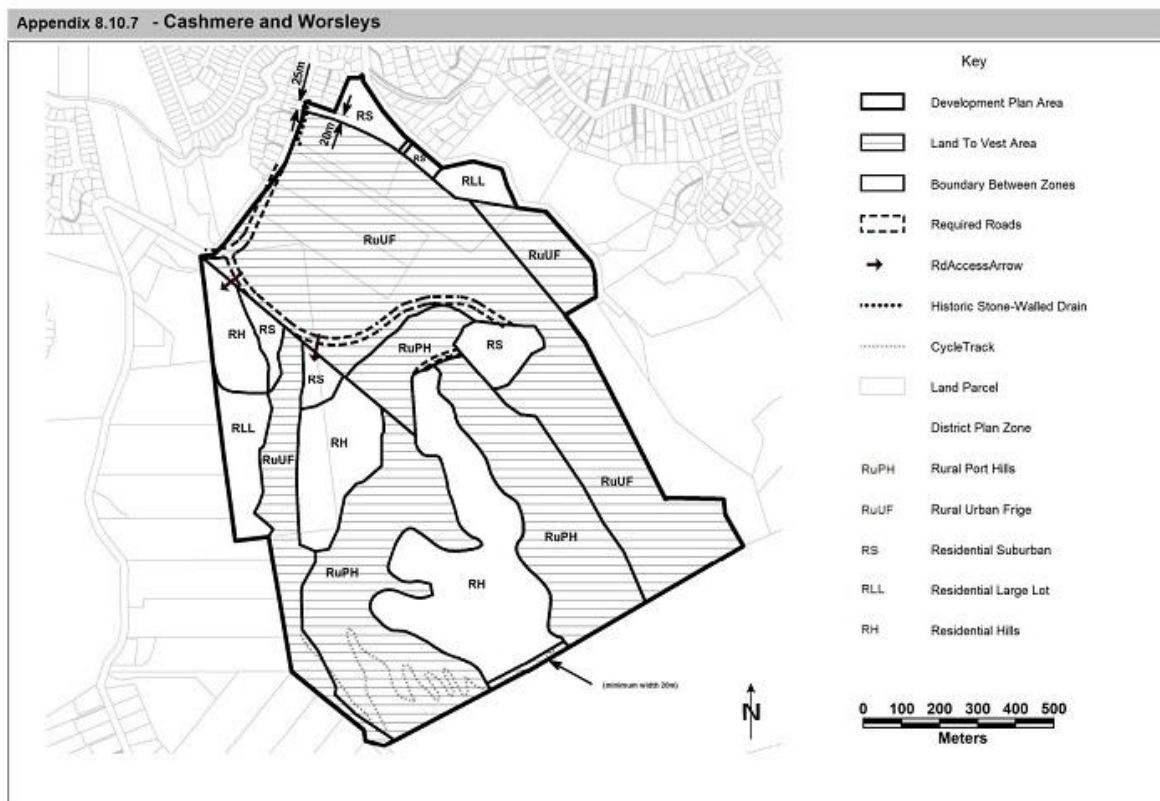 Appendix 8.10.7 - Cashmere and Worsleys
25m
20m
RS
RS
RLL
RuUF
RuUF
RH
RS
RuPH
RS
RS
RLL
RuUF
RH
RuUF
RuPH
RuPH
RH
(minimum width 20m)
N
Key
Development Plan Area
Land To Vest Area
Boundary Between Zones
Required Roads
RdAccessArrow
Historic Stone-Walled Drain
CycleTrack
Land Parcel
District Plan Zone
RuPH Rural Port Hills
RuUF Rural Urban Frige
RS Residential Suburban
RLL Residential Large Lot
RH Residential Hills
0 100 200 300 400 500
Meters